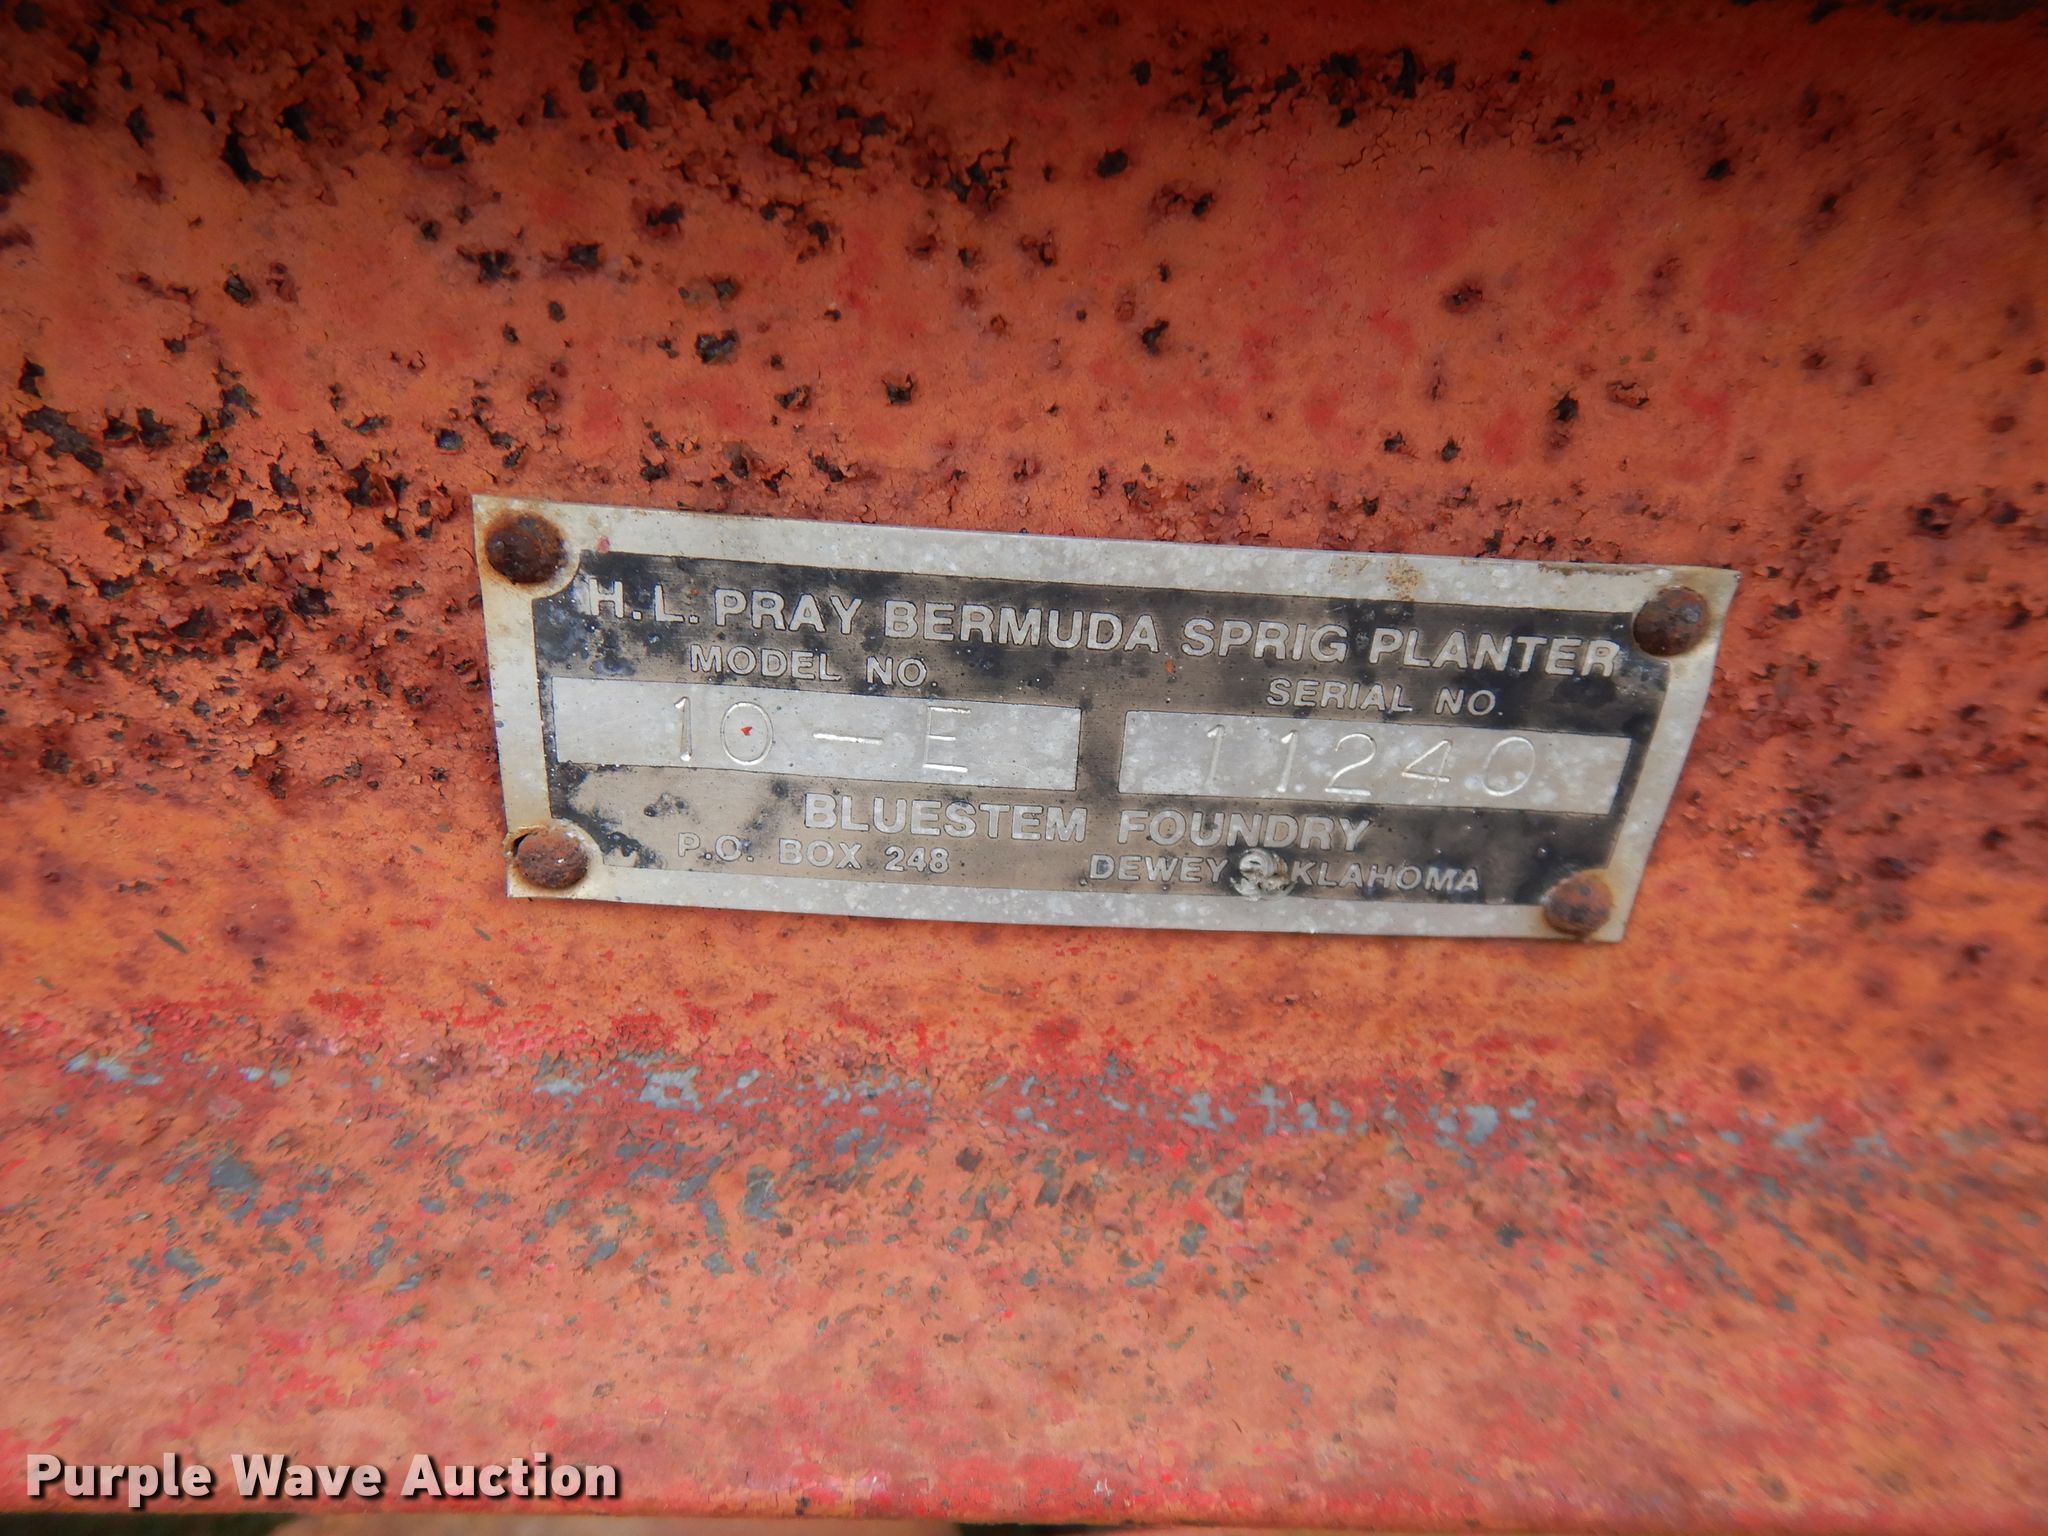 H.L. PRAY BERMUDA SPRIG PLANTER
MODEL NO. SERIAL NO.
10-E 11240
BLUESTEM FOUNDRY
P.O. BOX 248 DEWEY OKLAHOMA
Purple Wave Auction